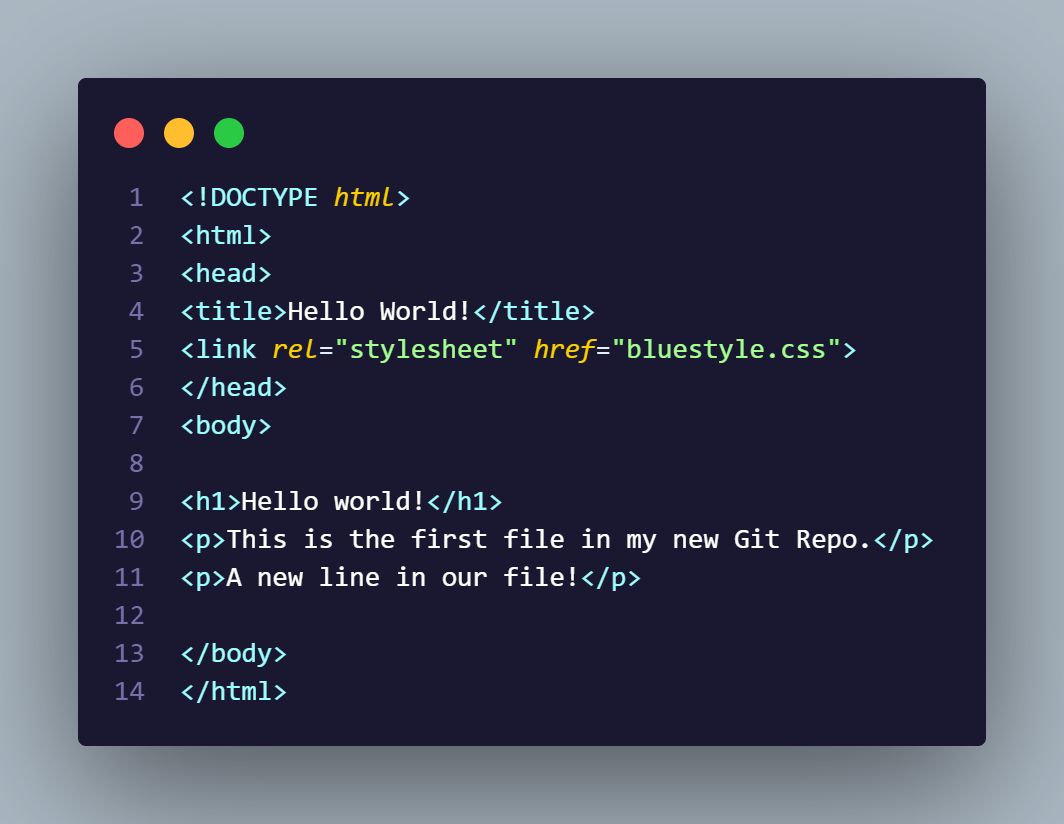 1 <!DOCTYPE html>
2 <html>
3 <head>
4 <title>Hello World!</title>
5 <link rel="stylesheet" href="bluestyle.css">
6 </head>
7 <body>
8
9 <h1>Hello world!</h1>
10 <p>This is the first file in my new Git Repo.</p>
11 <p>A new line in our file!</p>
12
13 </body>
14 </html>